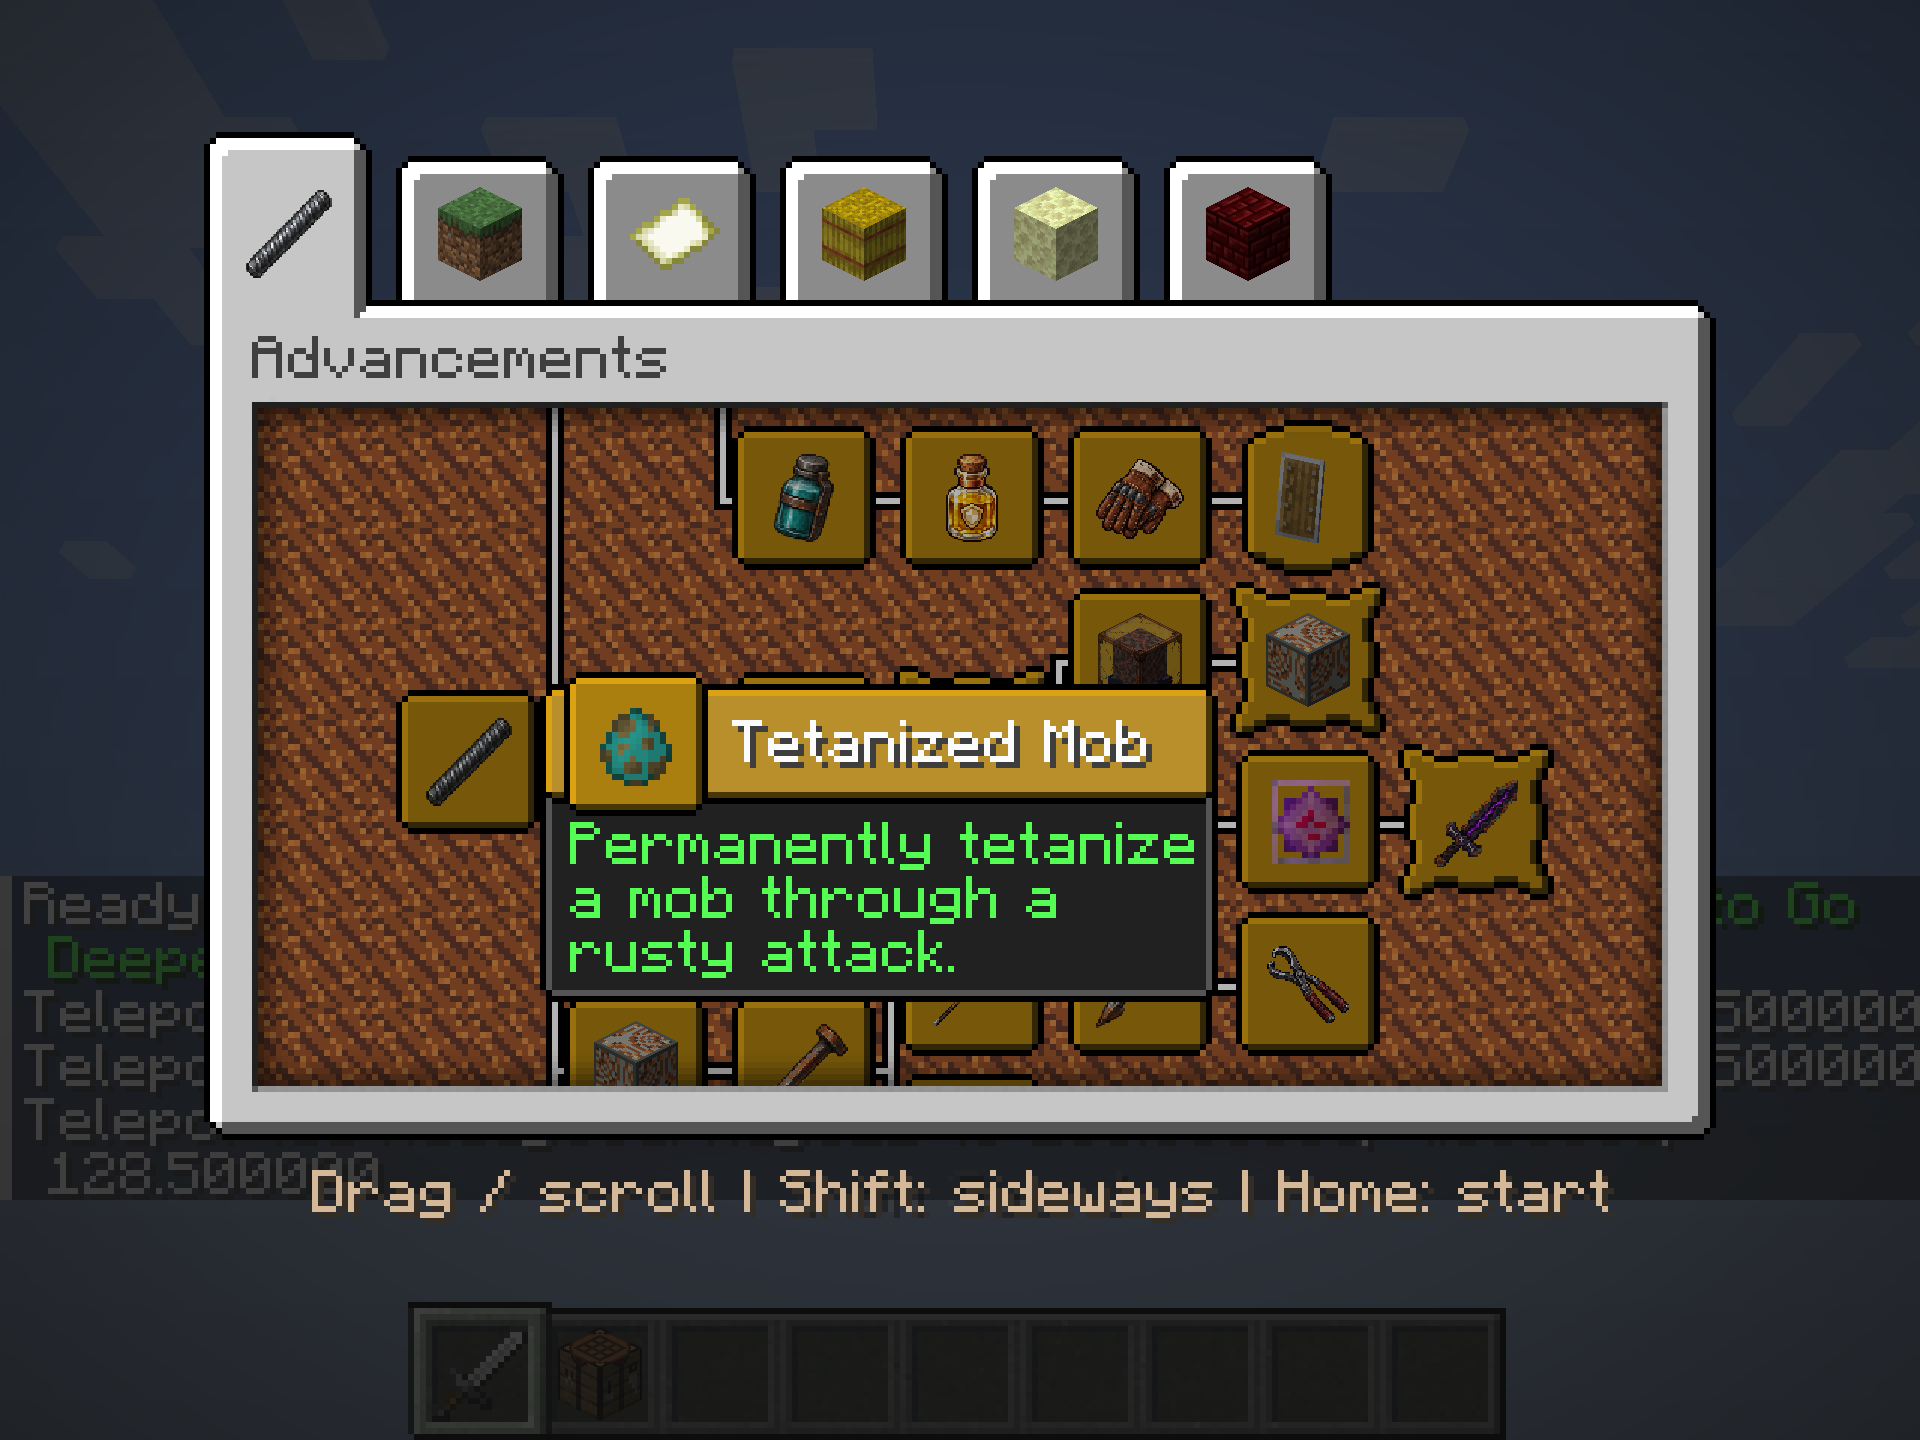 Advancements
Tetanized Mob
Permanently tetanize
a mob through a
rusty attack.
Ready
to Go
Deepe
Telepo
500000
Telepo
500000
Telepo
128.500000
Drag / scroll | Shift: sideways | Home: start